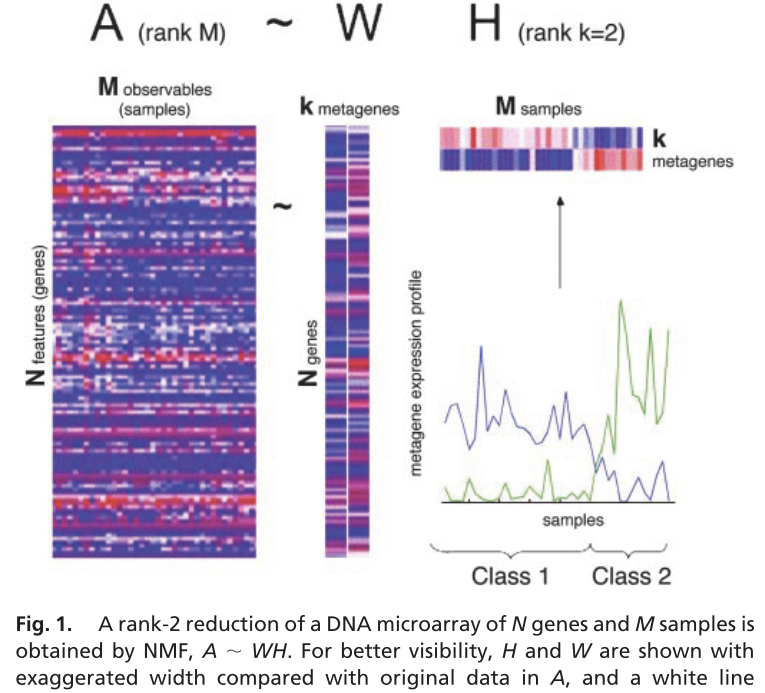 A (rank M) ~ W H (rank k=2)
M observables
(samples)
k metagenes
M samples
k
metagenes
~
N features (genes)
N genes
metagene expression profile
samples
Class 1 Class 2
Fig. 1. A rank-2 reduction of a DNA microarray of N genes and M samples is
obtained by NMF, A ~ WH. For better visibility, H and W are shown with
exaggerated width compared with original data in A, and a white line